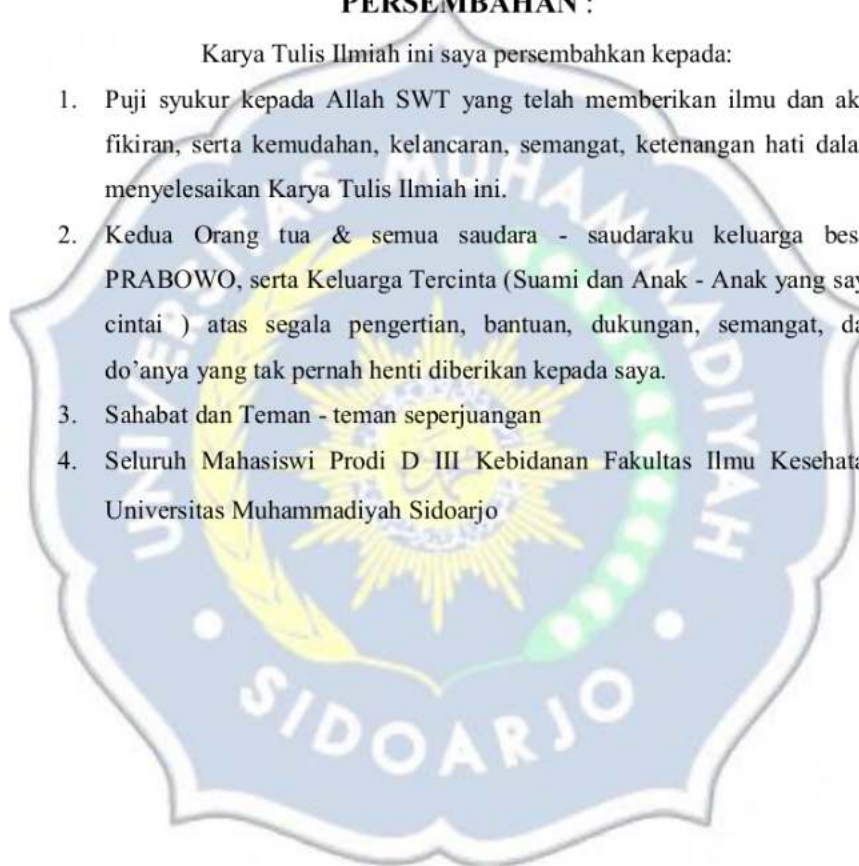 PERSEMBAHAN :
Karya Tulis Ilmiah ini saya persembahkan kepada:
1. Puji syukur kepada Allah SWT yang telah memberikan ilmu dan ak
fikiran, serta kemudahan, kelancaran, semangat, ketenangan hati dala
menyelesaikan Karya Tulis Ilmiah ini.
2. Kedua Orang tua & semua saudara - saudaraku keluarga bes
PRABOWO, serta Keluarga Tercinta (Suami dan Anak - Anak yang say
cintai ) atas segala pengertian, bantuan, dukungan, semangat, da
do’anya yang tak pernah henti diberikan kepada saya.
3. Sahabat dan Teman - teman seperjuangan
4. Seluruh Mahasiswi Prodi D III Kebidanan Fakultas Ilmu Kesehata
Universitas Muhammadiyah Sidoarjo
UNIVERSITAS MUHAMMADIYAH
SIDOARJO